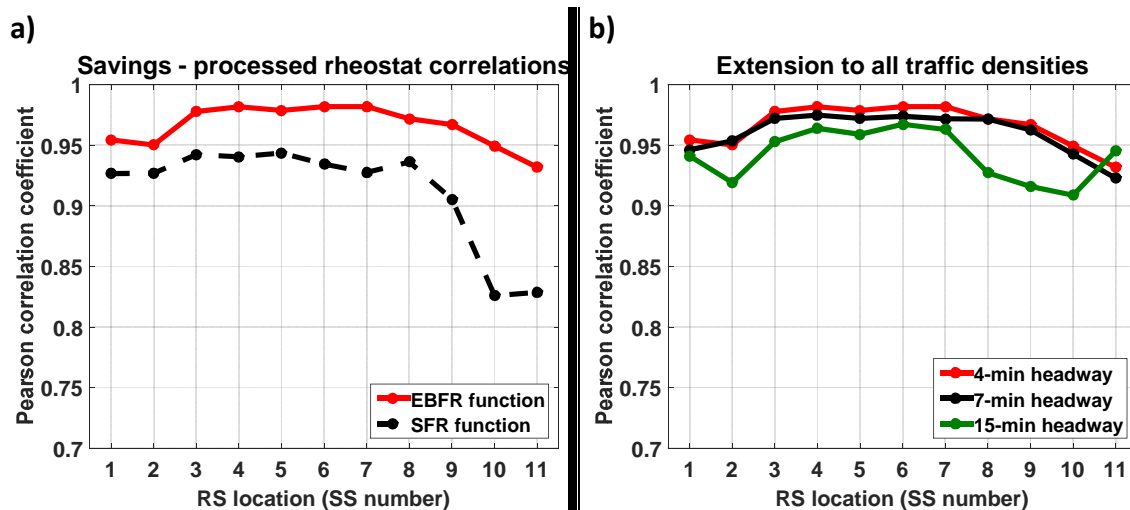 a)
Savings - processed rheostat correlations
Pearson correlation coefficient
1
0.95
0.9
0.85
0.8
0.75
0.7
EBFR function
SFR function
1 2 3 4 5 6 7 8 9 10 11
RS location (SS number)
b)
Extension to all traffic densities
Pearson correlation coefficient
1
0.95
0.9
0.85
0.8
0.75
0.7
4-min headway
7-min headway
15-min headway
1 2 3 4 5 6 7 8 9 10 11
RS location (SS number)